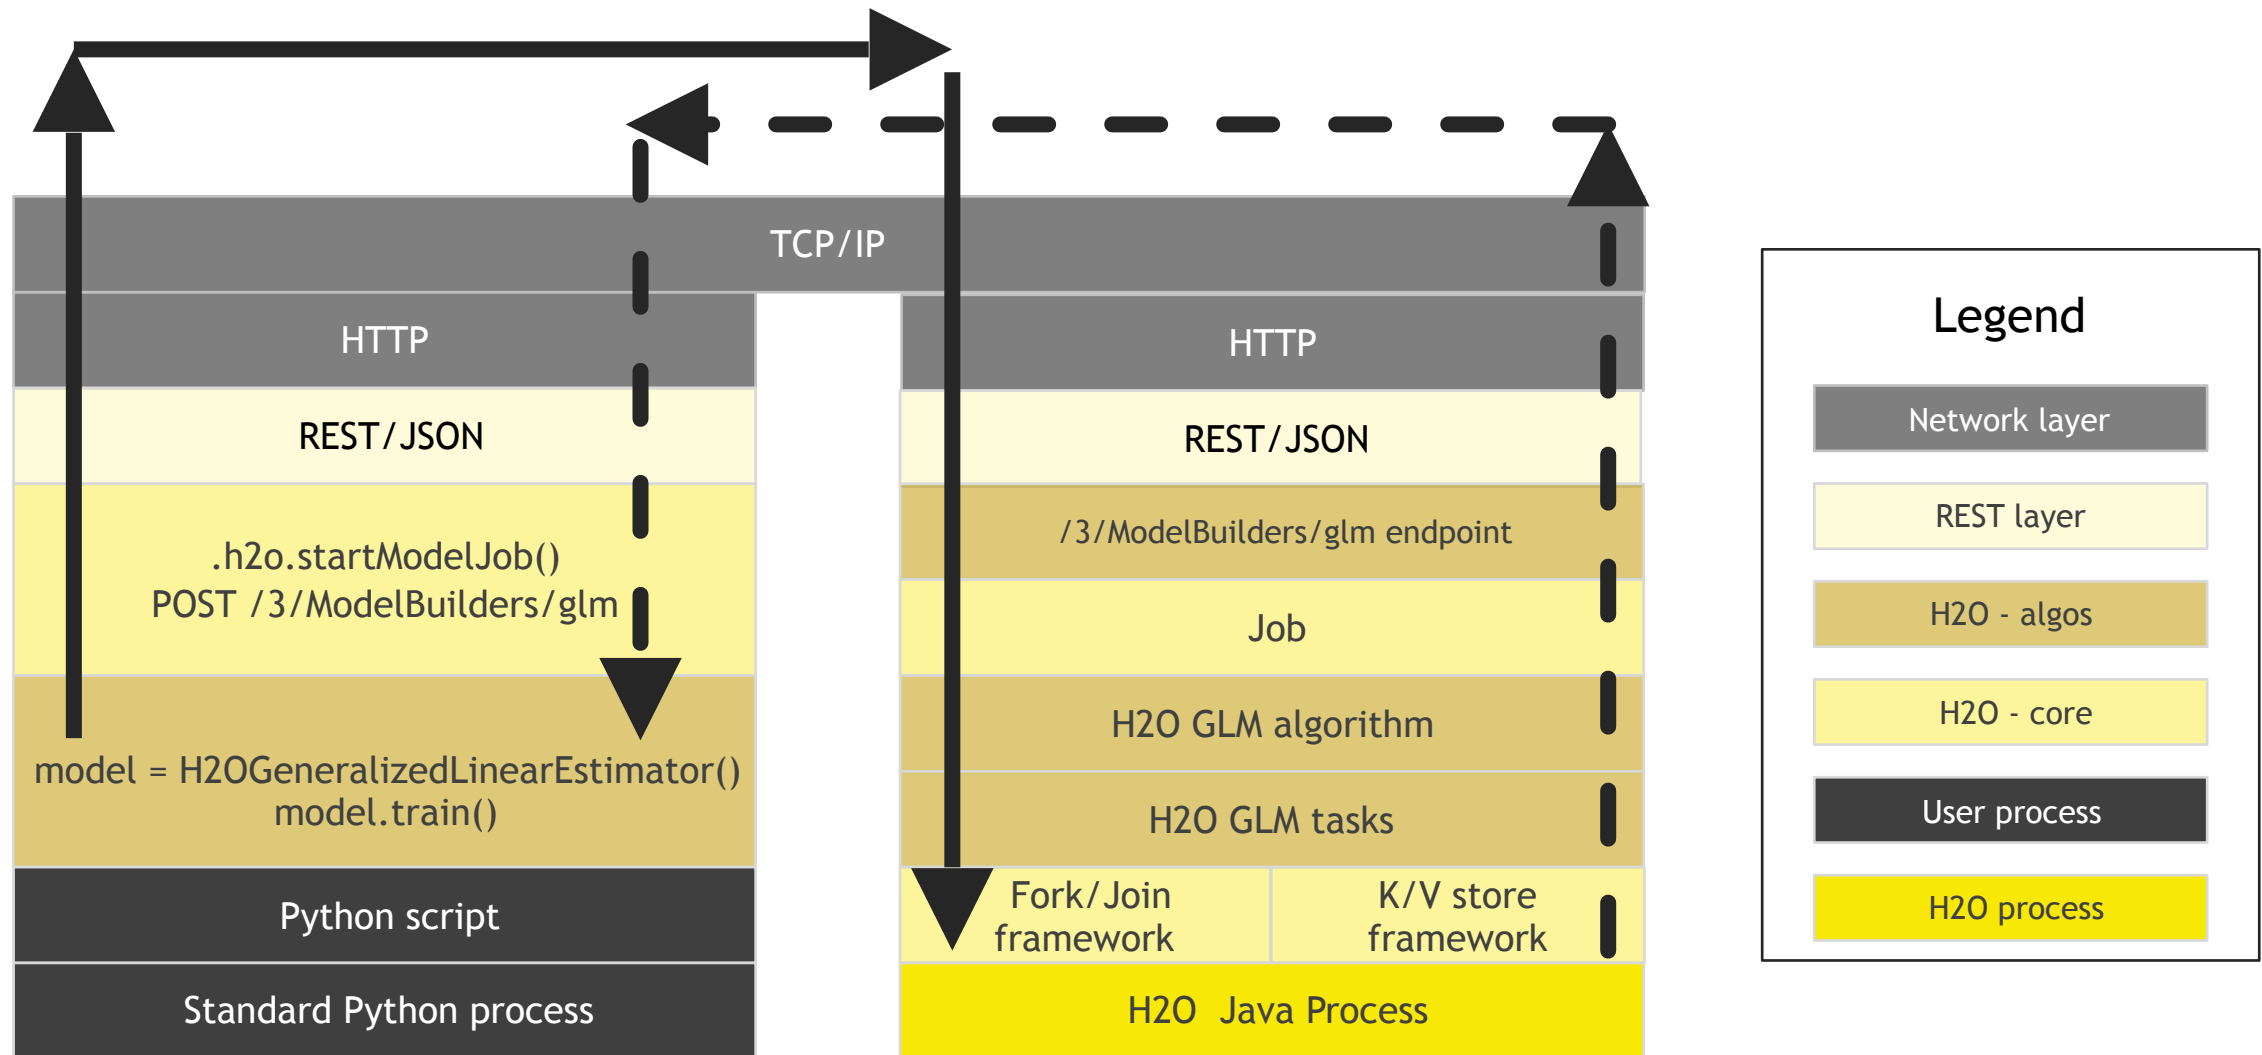 TCP/IP
HTTP
REST/JSON
.h2o.startModelJob()
POST /3/ModelBuilders/glm
model = H2OGeneralizedLinearEstimator()
model.train()
Python script
Standard Python process
HTTP
REST/JSON
/3/ModelBuilders/glm endpoint
Job
H2O GLM algorithm
H2O GLM tasks
Fork/Join
framework
K/V store
framework
H2O Java Process
Legend
Network layer
REST layer
H2O - algos
H2O - core
User process
H2O process